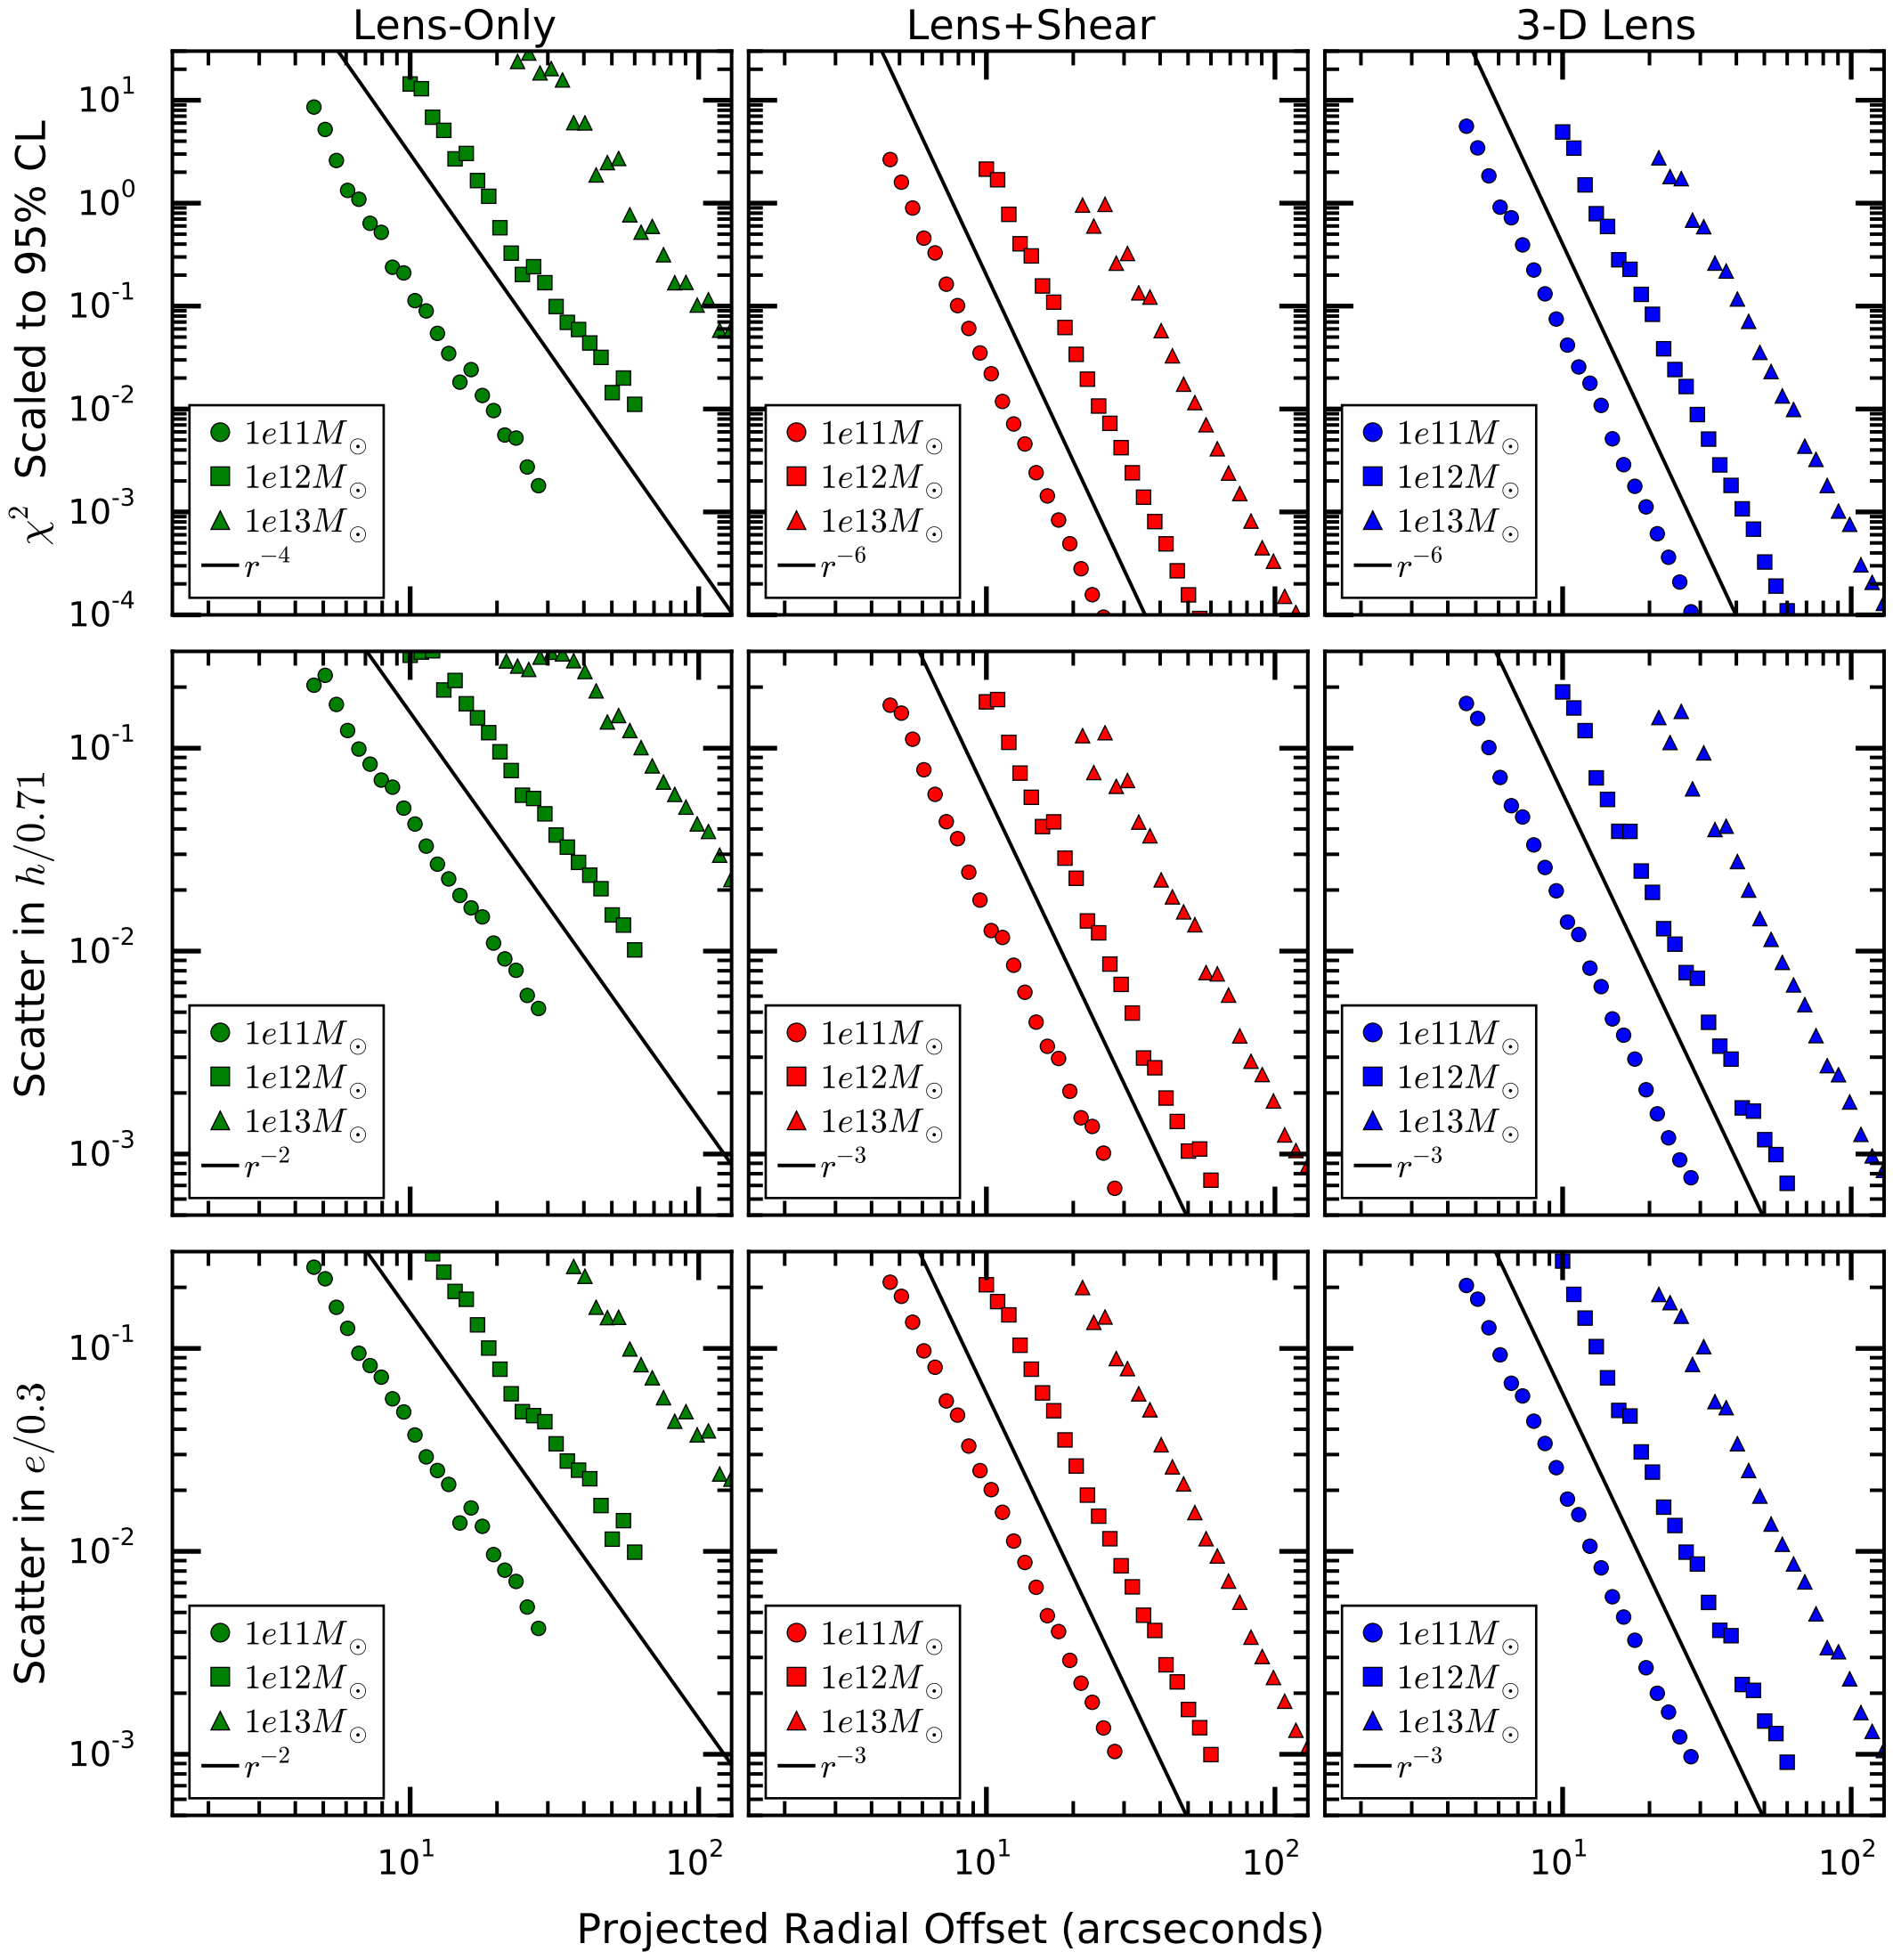 Lens-Only Lens+Shear 3-D Lens
χ² Scaled to 95% CL
10¹
10⁰
10⁻¹
10⁻²
10⁻³
10⁻⁴
1e11M☉
1e12M☉
1e13M☉
r⁻⁴
1e11M☉
1e12M☉
1e13M☉
r⁻⁶
1e11M☉
1e12M☉
1e13M☉
r⁻⁶
Scatter in h/0.71
10⁻¹
10⁻²
10⁻³
1e11M☉
1e12M☉
1e13M☉
r⁻²
1e11M☉
1e12M☉
1e13M☉
r⁻³
1e11M☉
1e12M☉
1e13M☉
r⁻³
Scatter in e/0.3
10⁻¹
10⁻²
10⁻³
1e11M☉
1e12M☉
1e13M☉
r⁻²
1e11M☉
1e12M☉
1e13M☉
r⁻³
1e11M☉
1e12M☉
1e13M☉
r⁻³
10¹ 10² 10¹ 10² 10¹ 10²
Projected Radial Offset (arcseconds)